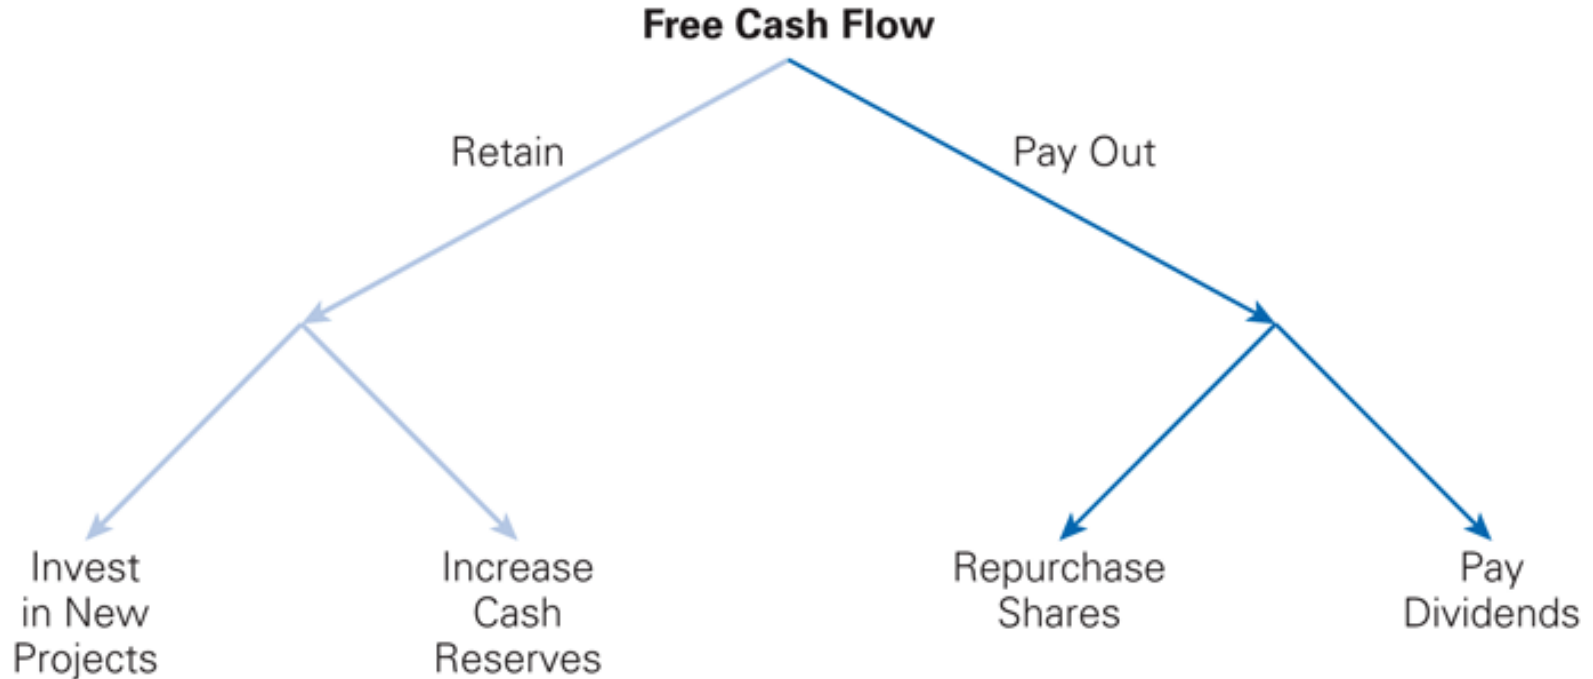 Free Cash Flow
Retain
Pay Out
Invest
in New
Projects
Increase
Cash
Reserves
Repurchase
Shares
Pay
Dividends